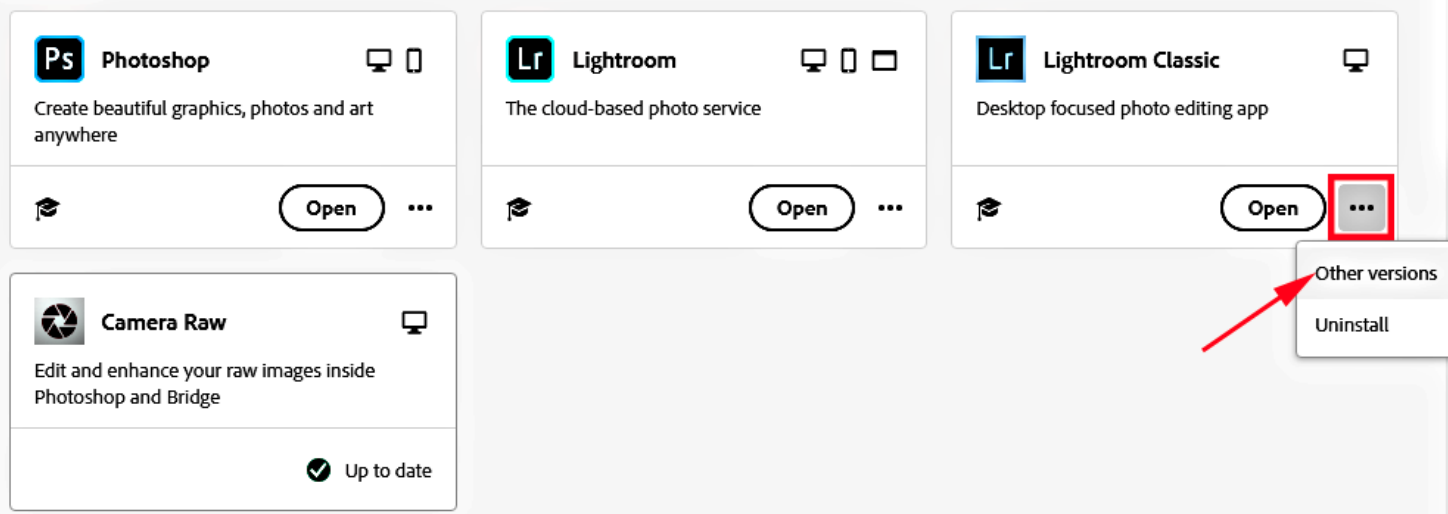 Ps Photoshop
Create beautiful graphics, photos and art
anywhere
Open
Lr Lightroom
The cloud-based photo service
Open
Lr Lightroom Classic
Desktop focused photo editing app
Open
Other versions
Uninstall
Camera Raw
Edit and enhance your raw images inside
Photoshop and Bridge
Up to date